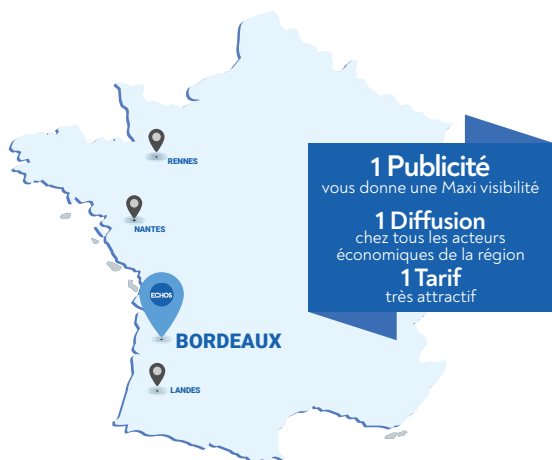 RENNES
NANTES
ECHOS
BORDEAUX
LANDES
1 Publicité
vous donne une Maxi visibilité
1 Diffusion
chez tous les acteurs
économiques de la région
1 Tarif
très attractif